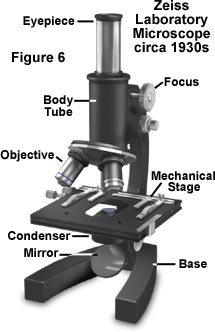 Eyepiece
Zeiss
Laboratory
Microscope
circa 1930s
Figure 6
Focus
Body
Tube
Objective
Mechanical
Stage
Condenser
Mirror
Base